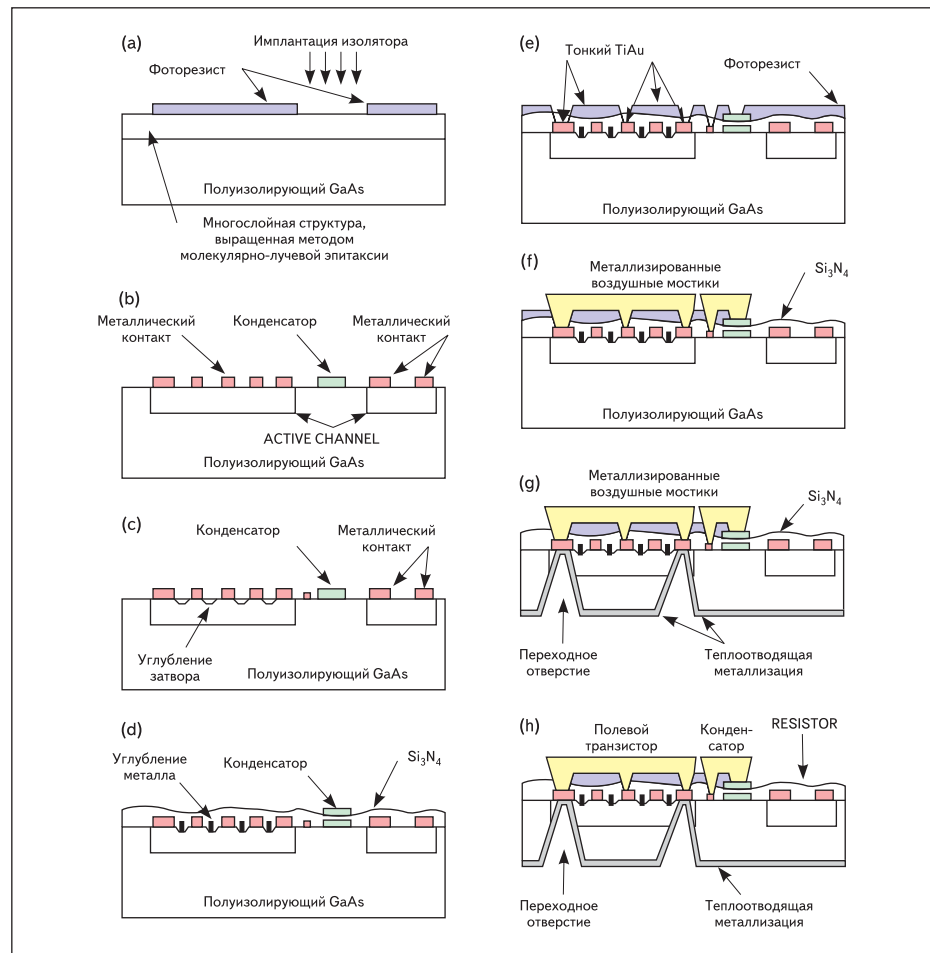 (a)
Имплантация изолятора
Фоторезист
Полуизолирующий GaAs
Многослойная структура,
выращенная методом
молекулярно-лучевой эпитаксии
(b)
Металлический
контакт
Конденсатор
Металлический
контакт
ACTIVE CHANNEL
Полуизолирующий GaAs
(c)
Конденсатор
Металлический
контакт
Углубление
затвора
Полуизолирующий GaAs
(d)
Углубление
металла
Конденсатор
Si₃N₄
Полуизолирующий GaAs
(e)
Тонкий TiAu
Фоторезист
Полуизолирующий GaAs
(f)
Металлизированные
воздушные мостики
Si₃N₄
Полуизолирующий GaAs
(g)
Металлизированные
воздушные мостики
Si₃N₄
Переходное
отверстие
Теплоотводящая
металлизация
(h)
Полевой
транзистор
Конден-
сатор
RESISTOR
Переходное
отверстие
Теплоотводящая
металлизация